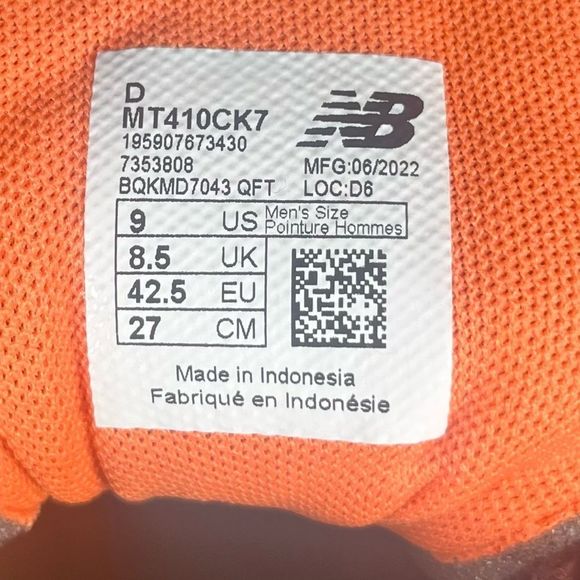 D
MT410CK7
NB
195907673430
7353808
MFG:06/2022
BQKMD7043 QFT
LOC:D6
9 US Men's Size
Pointure Hommes
8.5 UK
42.5 EU
27 CM
Made in Indonesia
Fabriqué en Indonésie